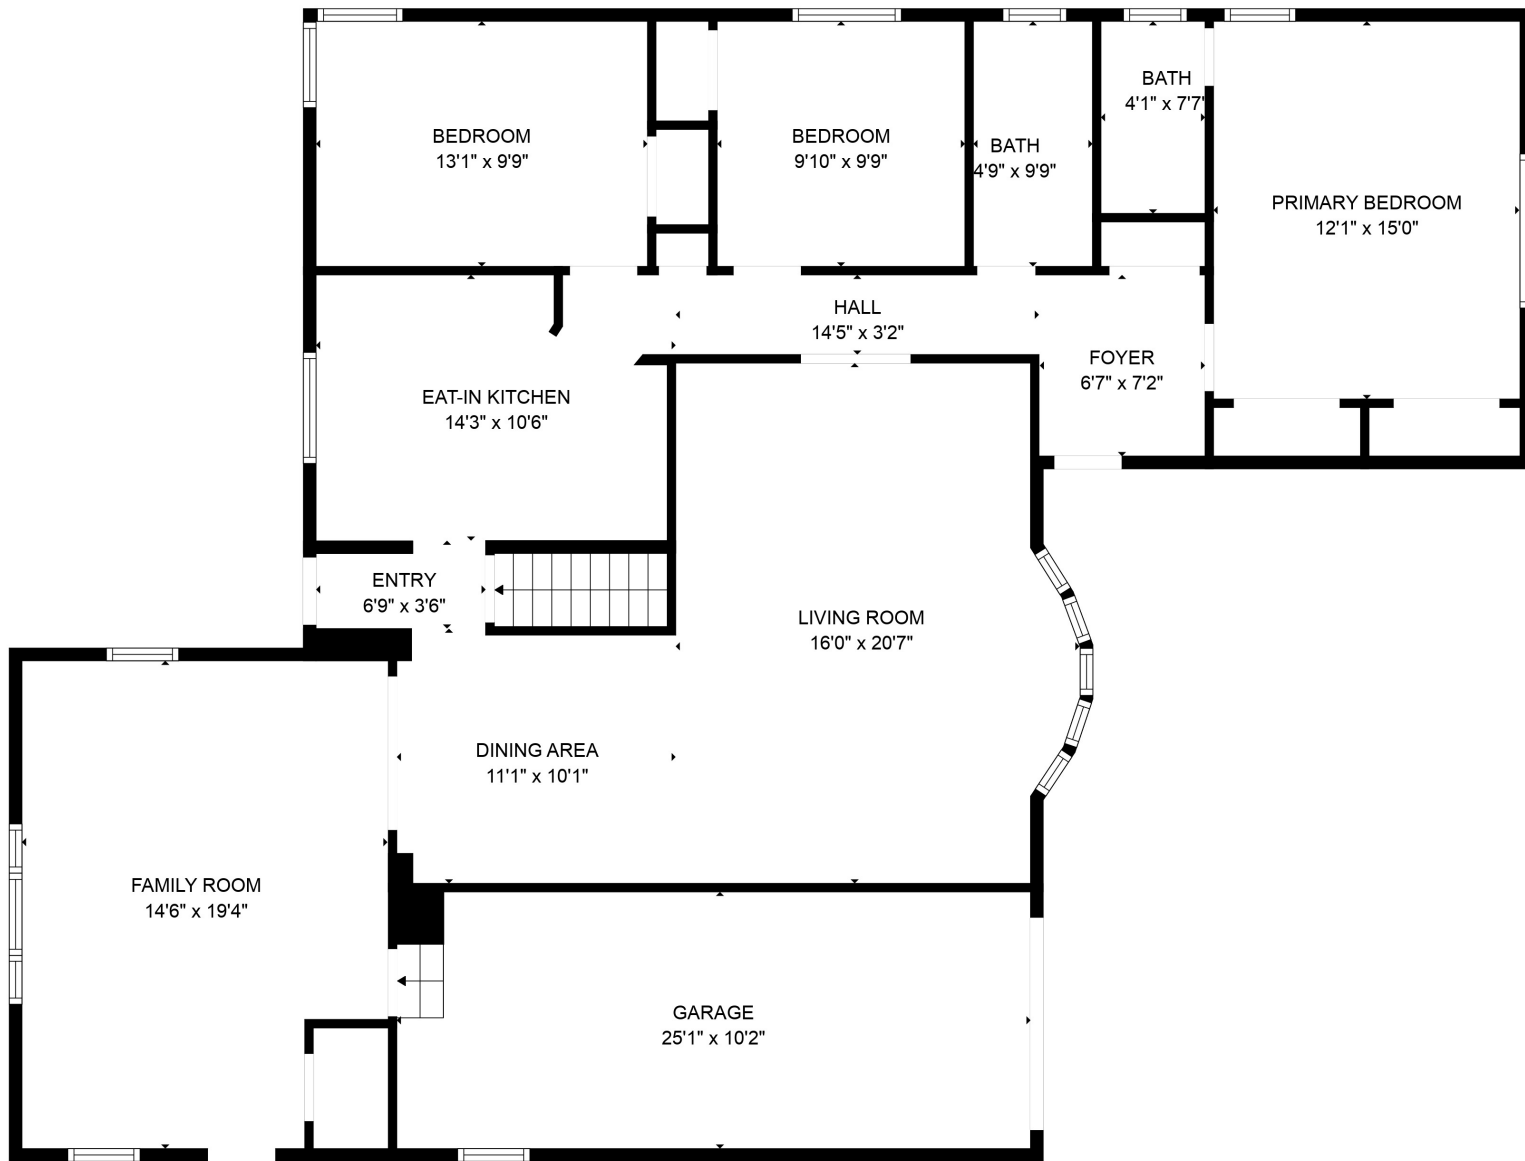 BEDROOM
13'1" x 9'9"
BEDROOM
9'10" x 9'9"
BATH
4'9" x 9'9"
BATH
4'1" x 7'7"
PRIMARY BEDROOM
12'1" x 15'0"
HALL
14'5" x 3'2"
FOYER
6'7" x 7'2"
EAT-IN KITCHEN
14'3" x 10'6"
ENTRY
6'9" x 3'6"
LIVING ROOM
16'0" x 20'7"
DINING AREA
11'1" x 10'1"
FAMILY ROOM
14'6" x 19'4"
GARAGE
25'1" x 10'2"